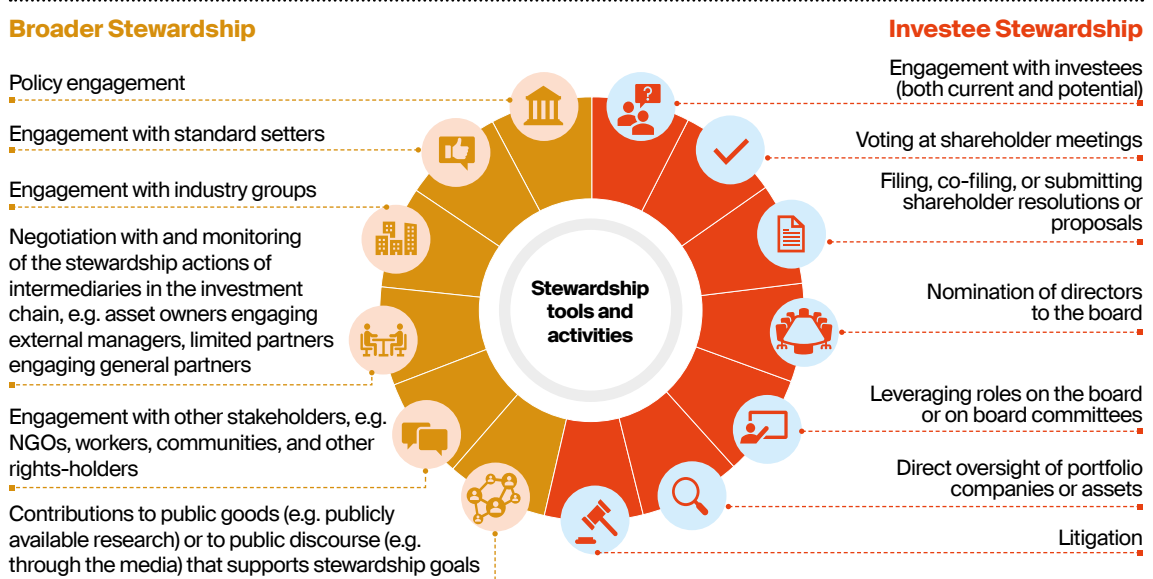 Broader Stewardship
Policy engagement
Engagement with standard setters
Engagement with industry groups
Negotiation with and monitoring
of the stewardship actions of
intermediaries in the investment
chain, e.g. asset owners engaging
external managers, limited partners
engaging general partners
Engagement with other stakeholders, e.g.
NGOs, workers, communities, and other
rights-holders
Contributions to public goods (e.g. publicly
available research) or to public discourse (e.g.
through the media) that supports stewardship goals
Stewardship
tools and
activities
Investee Stewardship
Engagement with investees
(both current and potential)
?
Voting at shareholder meetings
Filing, co-filing, or submitting
shareholder resolutions or
proposals
Nomination of directors
to the board
Leveraging roles on the board
or on board committees
Direct oversight of portfolio
companies or assets
Litigation